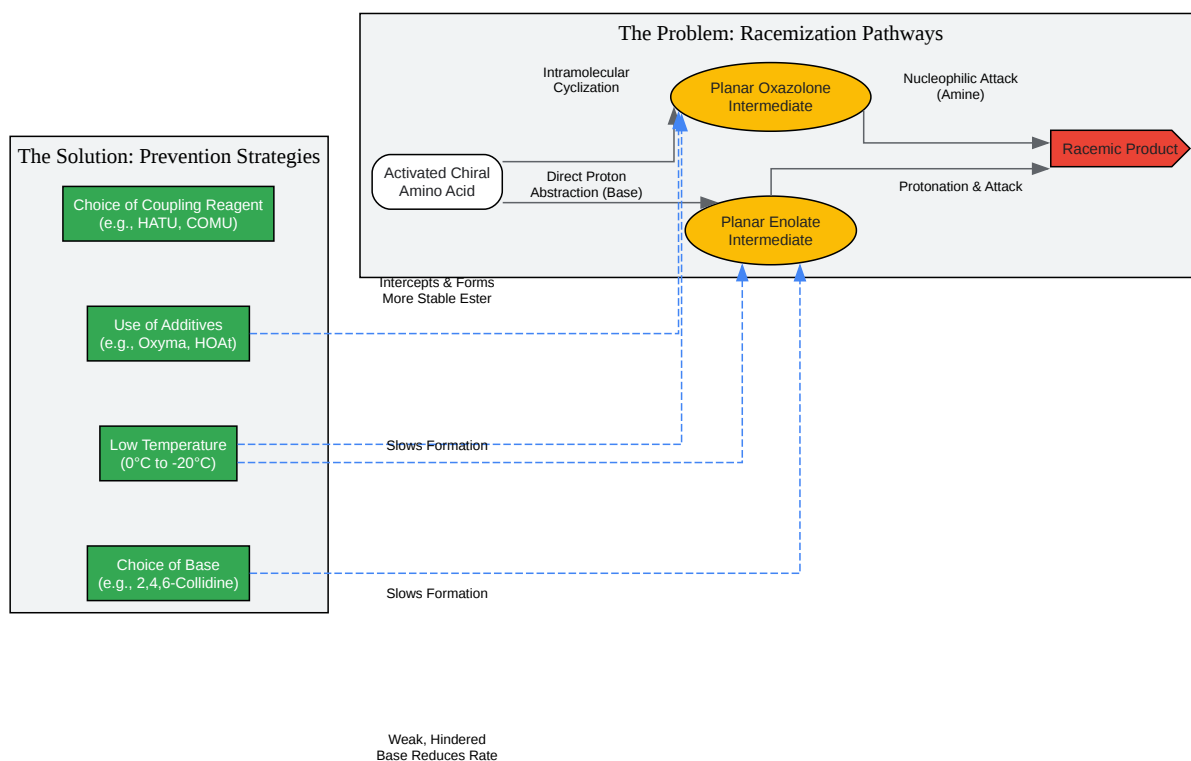 The Problem: Racemization Pathways
Intramolecular
Cyclization
Planar Oxazolone
Intermediate
Nucleophilic Attack
(Amine)
Racemic Product
Activated Chiral
Amino Acid
Direct Proton
Abstraction (Base)
Protonation & Attack
Planar Enolate
Intermediate
The Solution: Prevention Strategies
Choice of Coupling Reagent
(e.g., HATU, COMU)
Intercepts & Forms
More Stable Ester
Use of Additives
(e.g., Oxyma, HOAt)
Low Temperature
(0°C to -20°C)
Slows Formation
Choice of Base
(e.g., 2,4,6-Collidine)
Slows Formation
Weak, Hindered
Base Reduces Rate